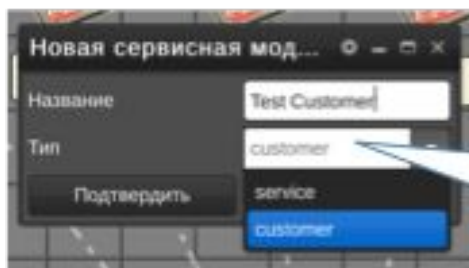 Новая сервисная мод...
Название
Test Customer
Тип
customer
Подтвердить
service
customer